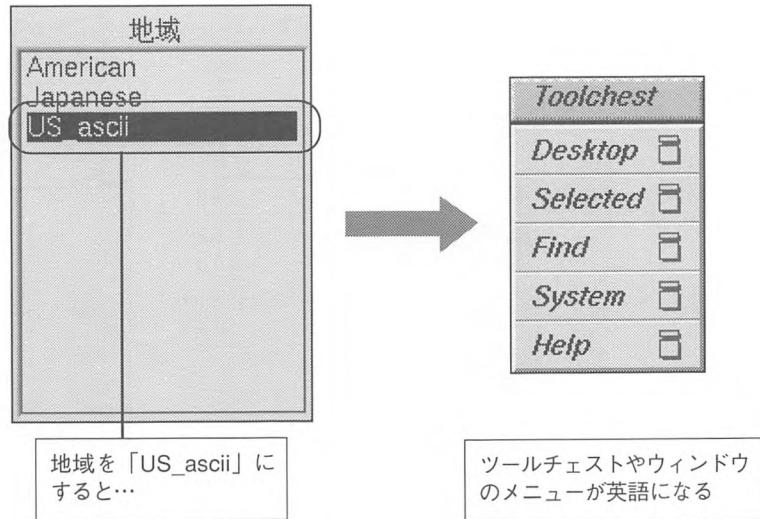 地域
American
Japanese
US_ascii
地域を「US_ascii」に
すると…
Toolchest
Desktop
Selected
Find
System
Help
ツールチェストやウィンドウ
のメニューが英語になる